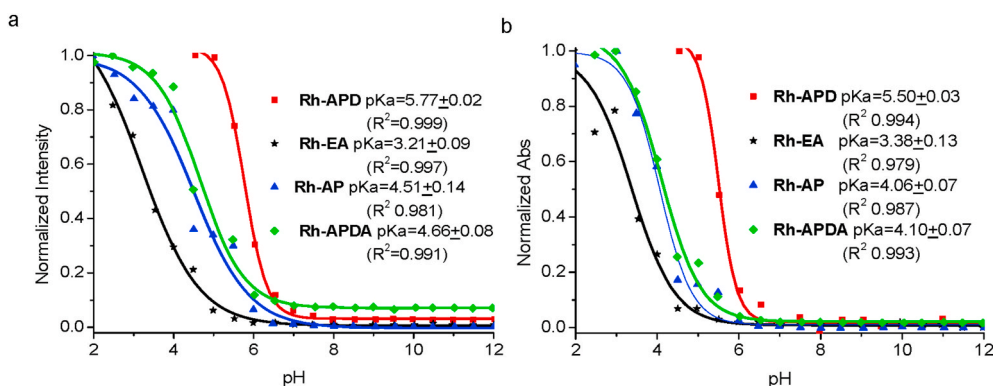 a
Normalized Intensity
1.0
0.8
0.6
0.4
0.2
0.0
2 4 6 8 10 12
pH
Rh-APD pKa=5.77±0.02
(R²=0.999)
Rh-EA pKa=3.21±0.09
(R²=0.997)
Rh-AP pKa=4.51±0.14
(R² 0.981)
Rh-APDA pKa=4.66±0.08
(R²=0.991)
b
Normalized Abs
1.0
0.8
0.6
0.4
0.2
0.0
2 4 6 8 10 12
pH
Rh-APD pKa=5.50±0.03
(R² 0.994)
Rh-EA pKa=3.38±0.13
(R² 0.979)
Rh-AP pKa=4.06±0.07
(R² 0.987)
Rh-APDA pKa=4.10±0.07
(R² 0.993)